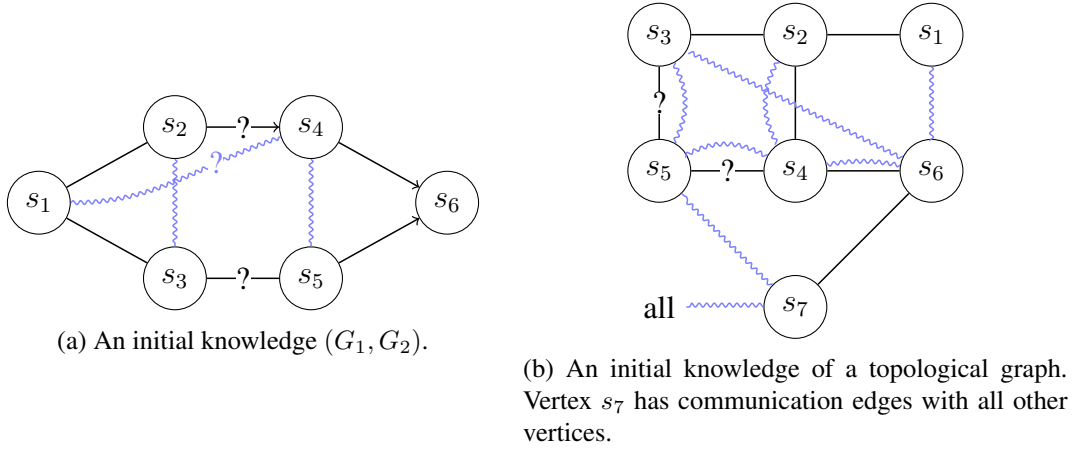 s₂ ? s₄
?
s₁ s₆
s₃ ? s₅
(a) An initial knowledge (G₁, G₂).
s₃ s₂ s₁
?
s₅ ? s₄ s₆
all s₇
(b) An initial knowledge of a topological graph.
Vertex s₇ has communication edges with all other
vertices.